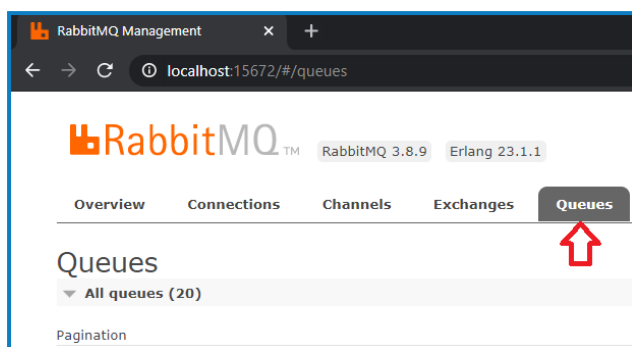 RabbitMQ Management × +
localhost:15672/#/queues
RabbitMQ TM RabbitMQ 3.8.9 Erlang 23.1.1
Overview Connections Channels Exchanges Queues
Queues
All queues (20)
Pagination